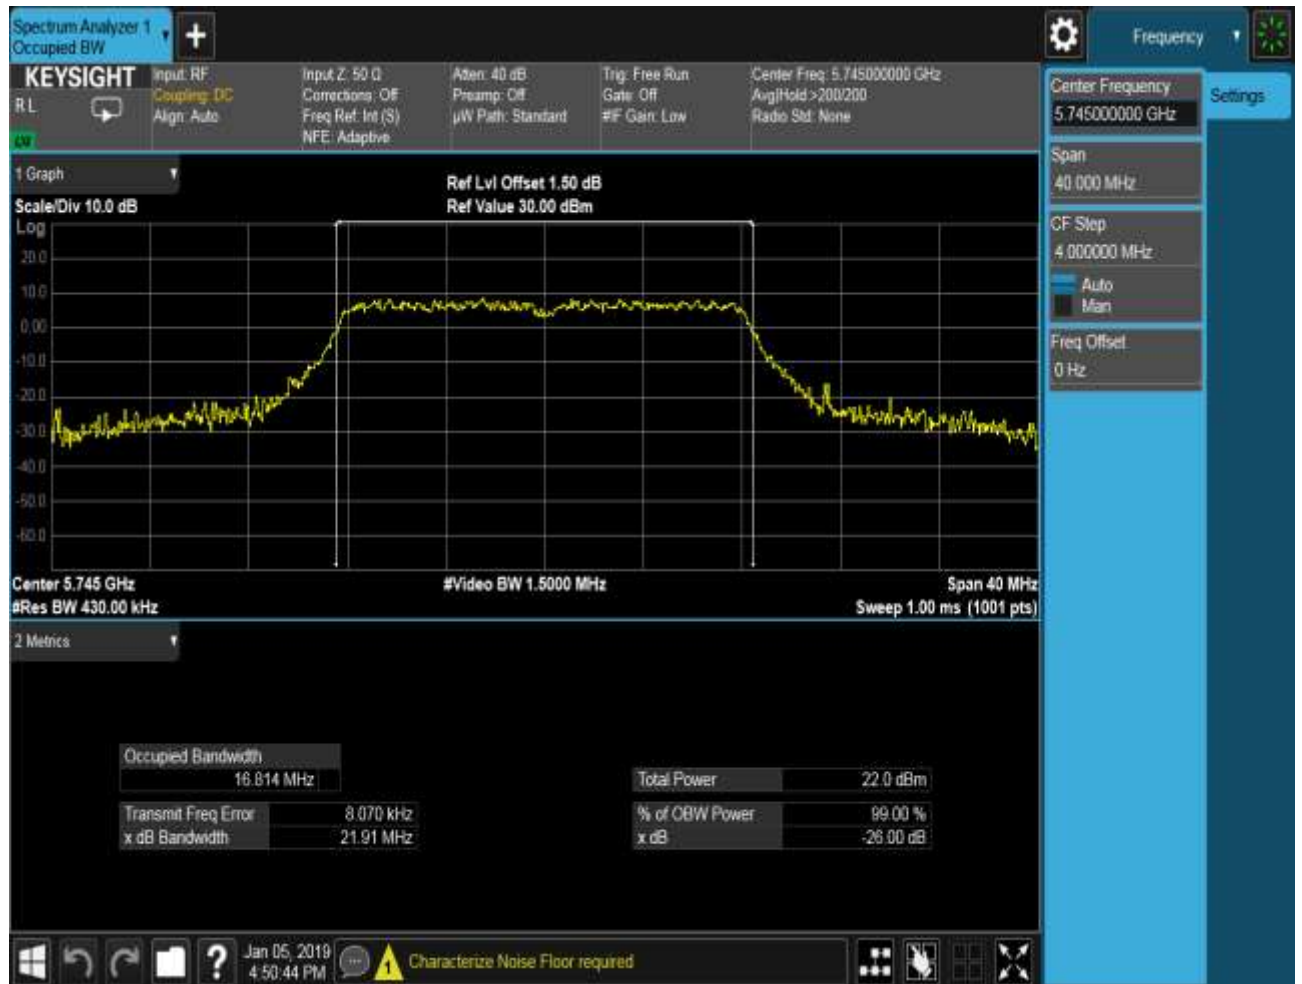 Spectrum Analyzer 1
Occupied BW
Frequency
KEYSIGHT
R L
Input: RF
Coupling: DC
Align: Auto
Input Z: 50 Ω
Corrections: Off
Freq Ref: Int (S)
NFE: Adaptive
Atten: 40 dB
Preamp: Off
µW Path: Standard
Trig: Free Run
Gate: Off
#IF Gain: Low
Center Freq: 5.745000000 GHz
Avg|Hold:>200/200
Radio Std: None
Center Frequency
5.745000000 GHz
Settings
Span
40.000 MHz
CF Step
4.000000 MHz
Auto
Man
Freq Offset
0 Hz
1 Graph
Scale/Div 10.0 dB
Ref Lvl Offset 1.50 dB
Ref Value 30.00 dBm
Log
20.0
10.0
0.00
-10.0
-20.0
-30.0
-40.0
-50.0
-60.0
Center 5.745 GHz
#Video BW 1.5000 MHz
Span 40 MHz
#Res BW 430.00 kHz
Sweep 1.00 ms (1001 pts)
2 Metrics
Occupied Bandwidth
16.814 MHz
Total Power 22.0 dBm
Transmit Freq Error 8.070 kHz
% of OBW Power 99.00 %
x dB Bandwidth 21.91 MHz
x dB -26.00 dB
Jan 05, 2019
4:50:44 PM
1
Characterize Noise Floor required